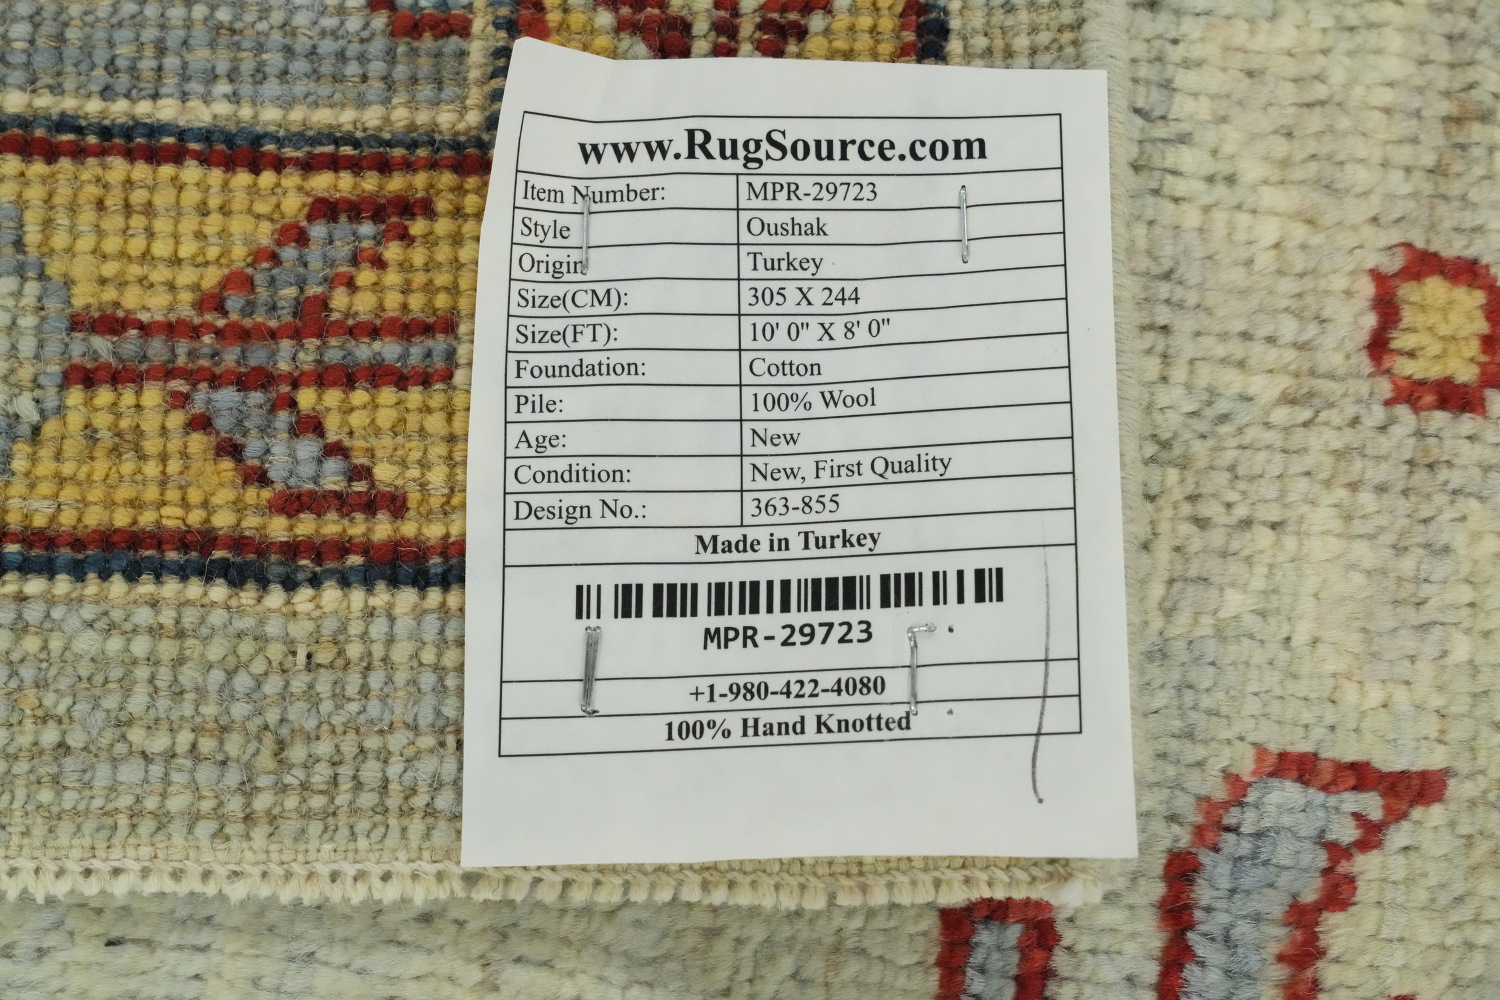 www.RugSource.com
Item Number: MPR-29723
Style Oushak
Origin Turkey
Size(CM): 305 X 244
Size(FT): 10' 0" X 8' 0"
Foundation: Cotton
Pile: 100% Wool
Age: New
Condition: New, First Quality
Design No.: 363-855
Made in Turkey
MPR-29723
+1-980-422-4080
100% Hand Knotted